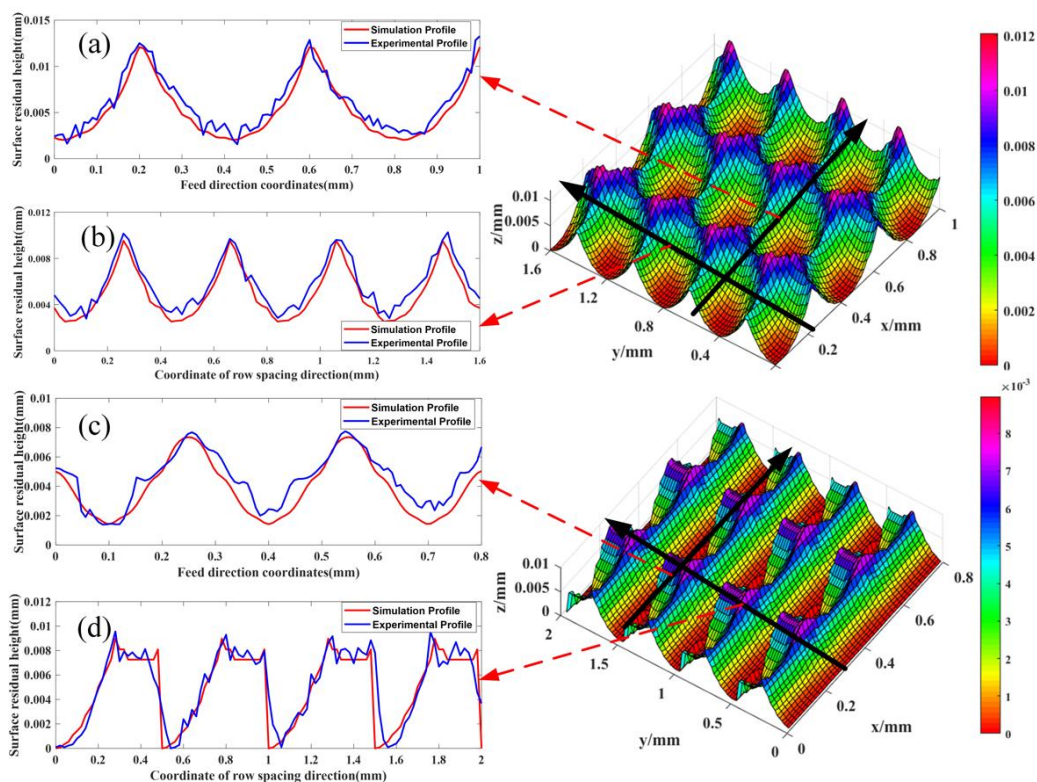 (a)
Simulation Profile
Experimental Profile
Surface residual height(mm)
0.015
0.01
0.005
0
0 0.1 0.2 0.3 0.4 0.5 0.6 0.7 0.8 0.9 1
Feed direction coordinates(mm)
(b)
Simulation Profile
Experimental Profile
Surface residual height(mm)
0.012
0.008
0.004
0
0 0.2 0.4 0.6 0.8 1 1.2 1.4 1.6
Coordinate of row spacing direction(mm)
z/mm
0.01
0.005
0
1.6
1.2
0.8
0.4
y/mm
0.2
0.4
0.6
0.8
1
x/mm
0.012
0.01
0.008
0.006
0.004
0.002
0
(c)
Simulation Profile
Experimental Profile
Surface residual height(mm)
0.01
0.008
0.006
0.004
0.002
0
0 0.1 0.2 0.3 0.4 0.5 0.6 0.7 0.8
Feed direction coordinates(mm)
(d)
Simulation Profile
Experimental Profile
Surface residual height(mm)
0.012
0.01
0.008
0.006
0.004
0.002
0
0 0.2 0.4 0.6 0.8 1 1.2 1.4 1.6 1.8 2
Coordinate of row spacing direction(mm)
z/mm
0.01
0.005
0
2
1.5
1
0.5
0
y/mm
0
0.2
0.4
0.6
0.8
x/mm
×10⁻³
8
7
6
5
4
3
2
1
0